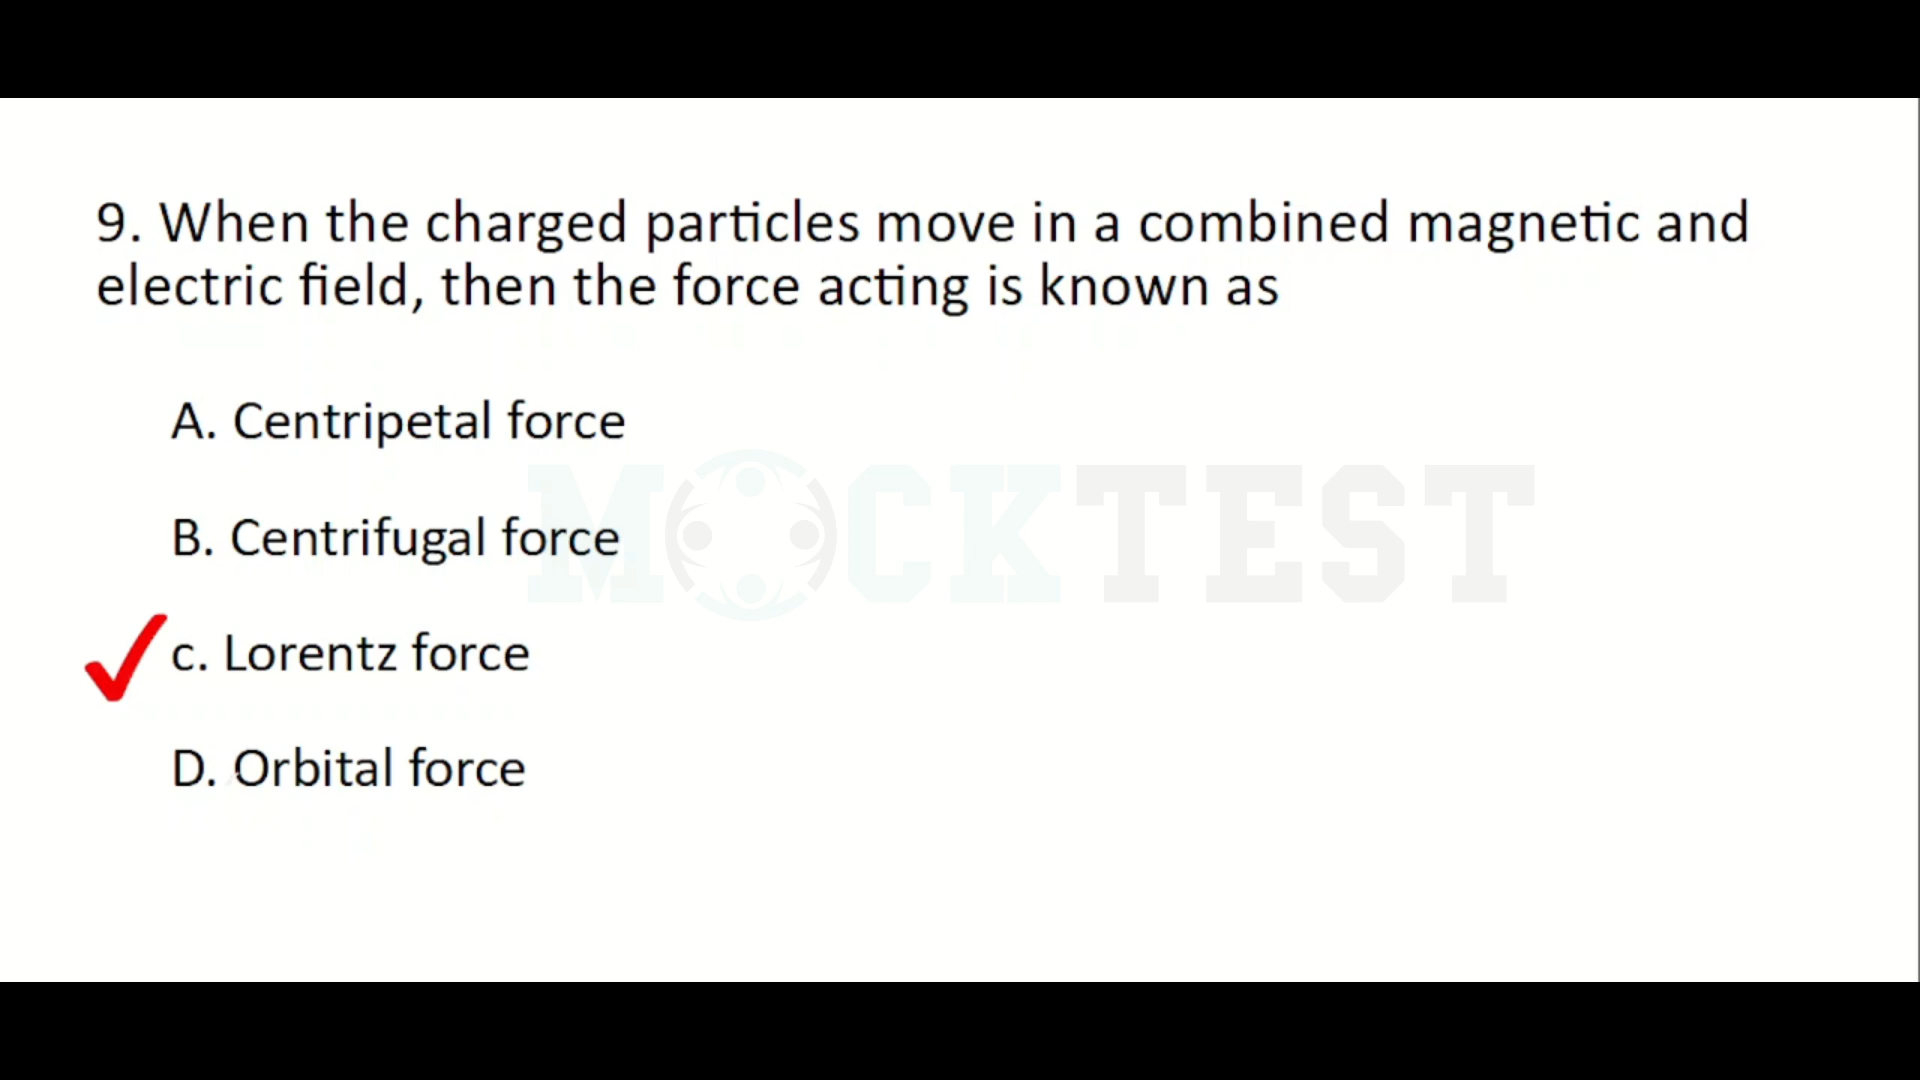 9. When the charged particles move in a combined magnetic and
electric field, then the force acting is known as
A. Centripetal force
B. Centrifugal force
c. Lorentz force
D. Orbital force
MOCKTEST